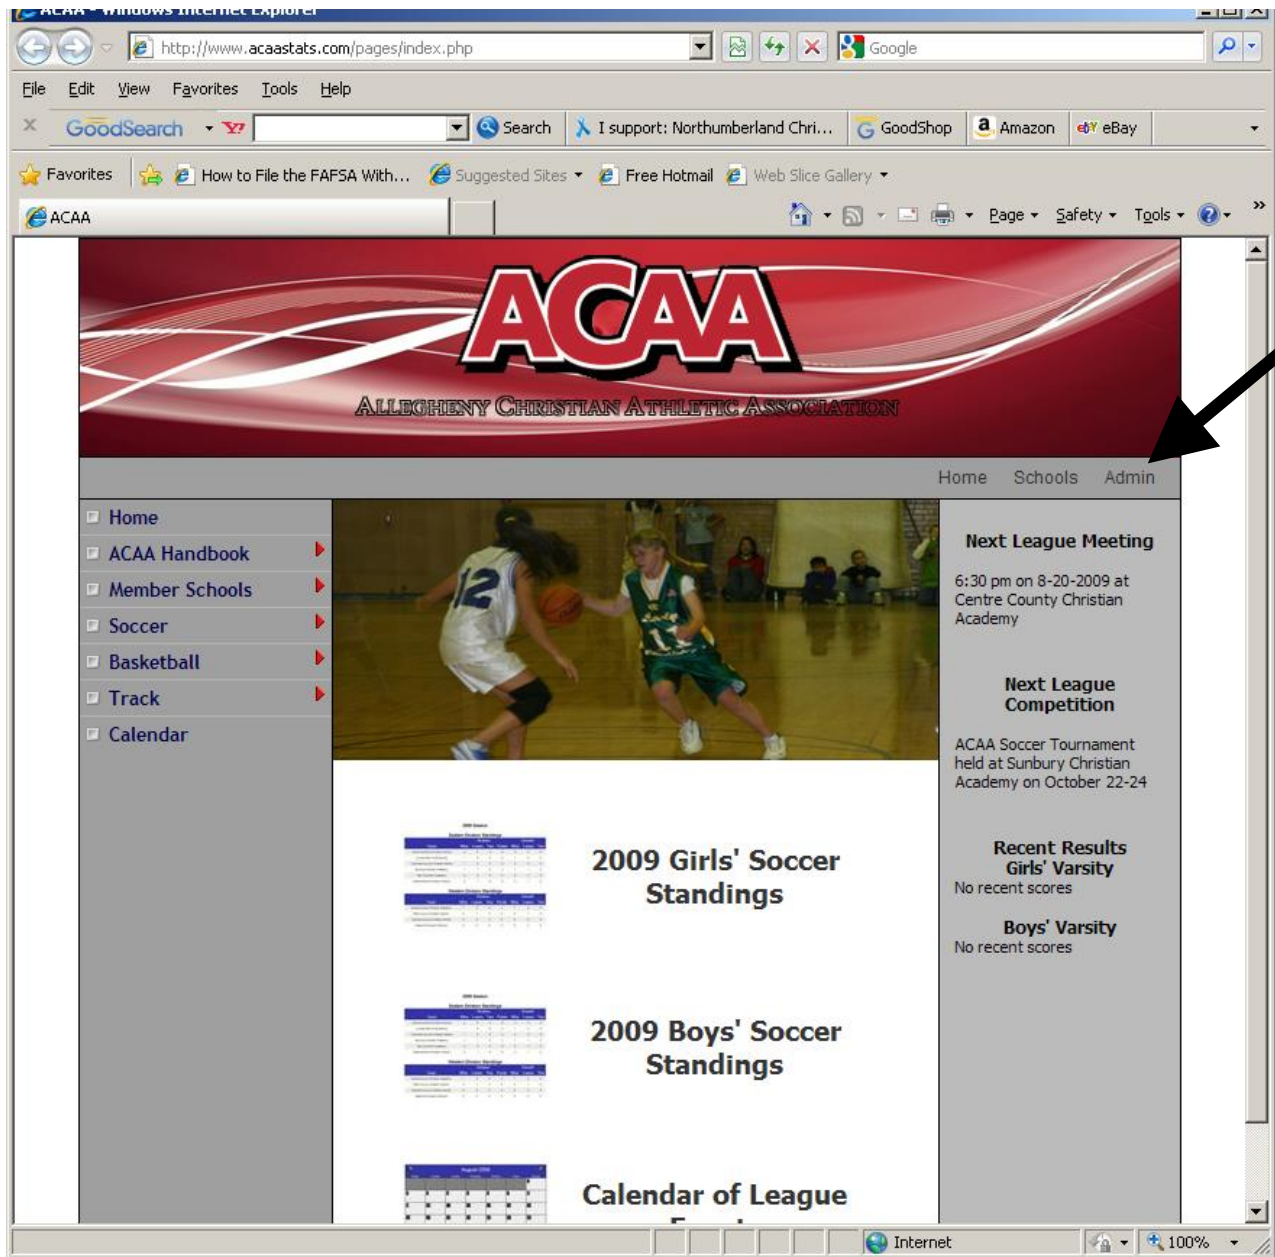 ACAA - Windows Internet Explorer
http://www.acaastats.com/pages/index.php
Google
File Edit View Favorites Tools Help
x GoodSearch Y? Search I support: Northumberland Chri... G GoodShop a Amazon ebY eBay
Favorites How to File the FAFSA With... Suggested Sites Free Hotmail Web Slice Gallery
ACAA
Page Safety Tools ? »
ACAA
ALLEGHENY CHRISTIAN ATHLETIC ASSOCIATION
Home Schools Admin
Home
ACAA Handbook
Member Schools
Soccer
Basketball
Track
Calendar
12
Next League Meeting
6:30 pm on 8-20-2009 at
Centre County Christian
Academy
Next League
Competition
ACAA Soccer Tournament
held at Sunbury Christian
Academy on October 22-24
Recent Results
Girls' Varsity
No recent scores
Boys' Varsity
No recent scores
2009 Girls' Soccer
Standings
2009 Boys' Soccer
Standings
Calendar of League
Internet 100%